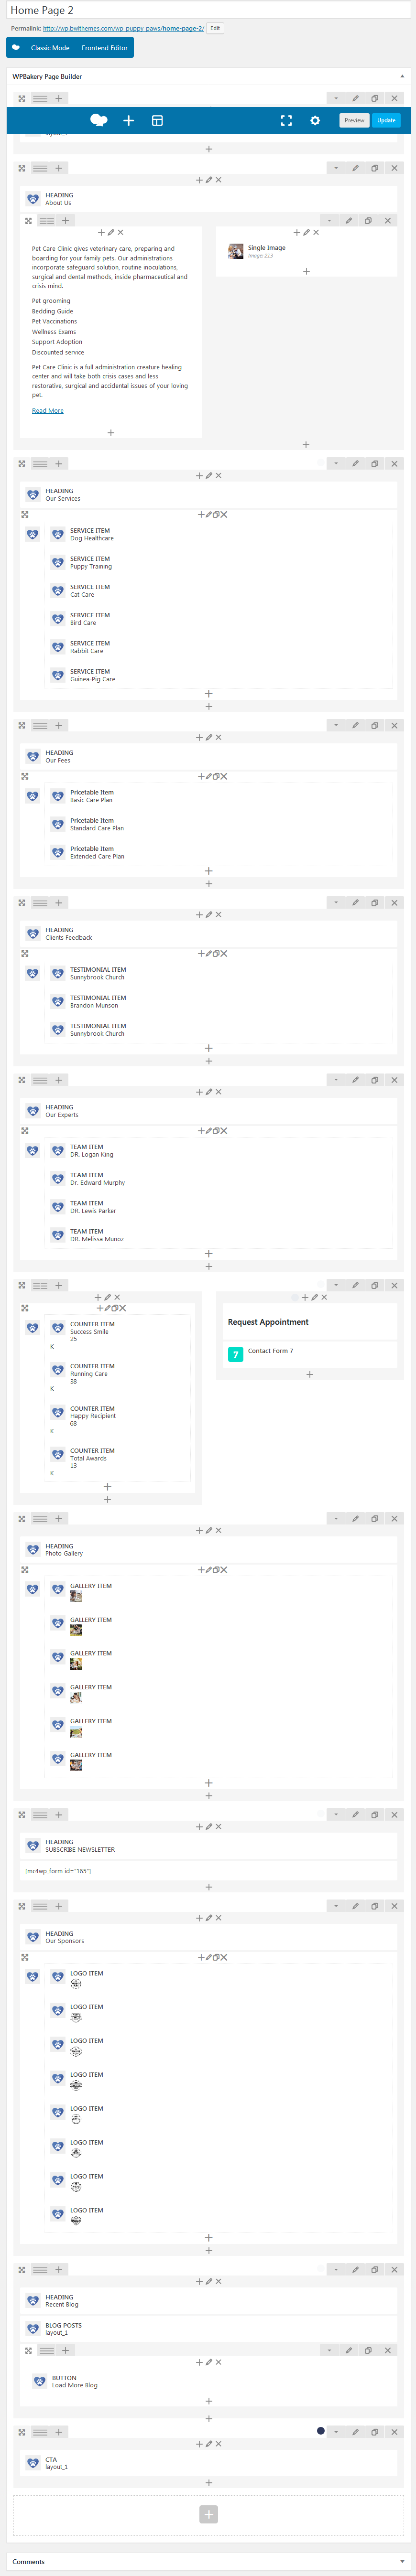 Home Page 2
Permalink: http://wp.bwlthemes.com/wp_puppy_paws/home-page-2/ Edit
Classic Mode Frontend Editor
WPBakery Page Builder
Preview Update
HEADING
About Us
Pet Care Clinic gives veterinary care, preparing and
boarding for your family pets. Our administrations
incorporate safeguard solution, routine inoculations,
surgical and dental methods, inside pharmaceutical and
crisis mind.
Pet grooming
Bedding Guide
Pet Vaccinations
Wellness Exams
Support Adoption
Discounted service
Pet Care Clinic is a full administration creature healing
center and will take both crisis cases and less
restorative, surgical and accidental issues of your loving
pet.
Read More
Single Image
Image 213
HEADING
Our Services
SERVICE ITEM
Dog Healthcare
SERVICE ITEM
Puppy Training
SERVICE ITEM
Cat Care
SERVICE ITEM
Bird Care
SERVICE ITEM
Rabbit Care
SERVICE ITEM
Guinea-Pig Care
HEADING
Our Fees
Pricetable Item
Basic Care Plan
Pricetable Item
Standard Care Plan
Pricetable Item
Extended Care Plan
HEADING
Clients Feedback
TESTIMONIAL ITEM
Sunnybrook Church
TESTIMONIAL ITEM
Brandon Munson
TESTIMONIAL ITEM
Sunnybrook Church
HEADING
Our Experts
TEAM ITEM
DR. Logan King
TEAM ITEM
Dr. Edward Murphy
TEAM ITEM
DR. Lewis Parker
TEAM ITEM
DR. Melissa Munoz
COUNTER ITEM
Success Smile
25
K
COUNTER ITEM
Running Care
38
K
COUNTER ITEM
Happy Recipient
68
K
COUNTER ITEM
Total Awards
13
K
Request Appointment
7 Contact Form 7
HEADING
Photo Gallery
GALLERY ITEM
GALLERY ITEM
GALLERY ITEM
GALLERY ITEM
GALLERY ITEM
GALLERY ITEM
HEADING
SUBSCRIBE NEWSLETTER
[mc4wp_form id="165"]
HEADING
Our Sponsors
LOGO ITEM
LOGO ITEM
LOGO ITEM
LOGO ITEM
LOGO ITEM
LOGO ITEM
LOGO ITEM
LOGO ITEM
HEADING
Recent Blog
BLOG POSTS
layout_1
BUTTON
Load More Blog
CTA
layout_1
Comments